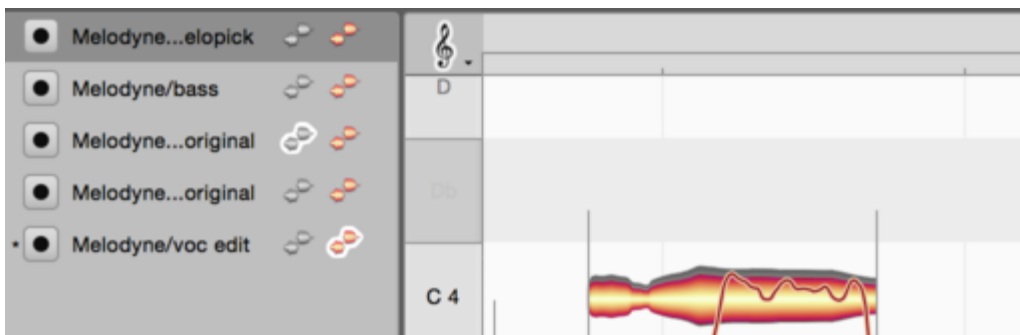 Melodyne...elopick
Melodyne/bass
Melodyne...original
Melodyne...original
Melodyne/voc edit
D
Db
C 4